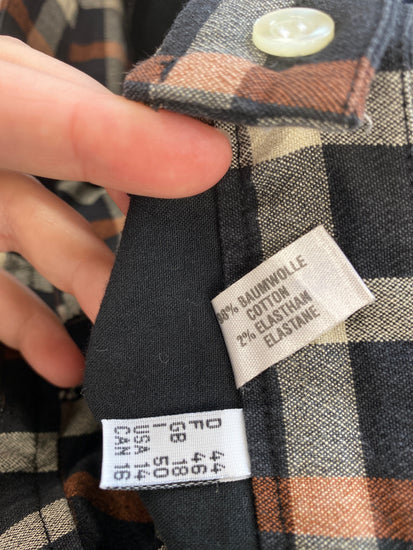 98% BAUMWOLLE
COTTON
2% ELASTHAN
ELASTANE
D 44
F 46
GB 18
I 50
USA 14
CAN 16